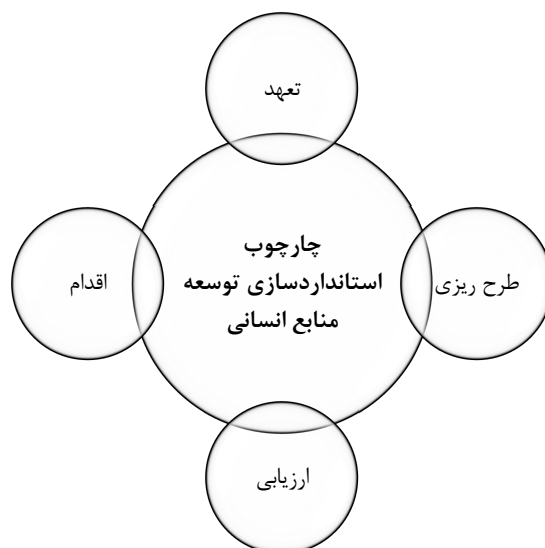 تعهد
چارچوب
استانداردسازی توسعه
منابع انسانی
طرح ریزی
اقدام
ارزیابی